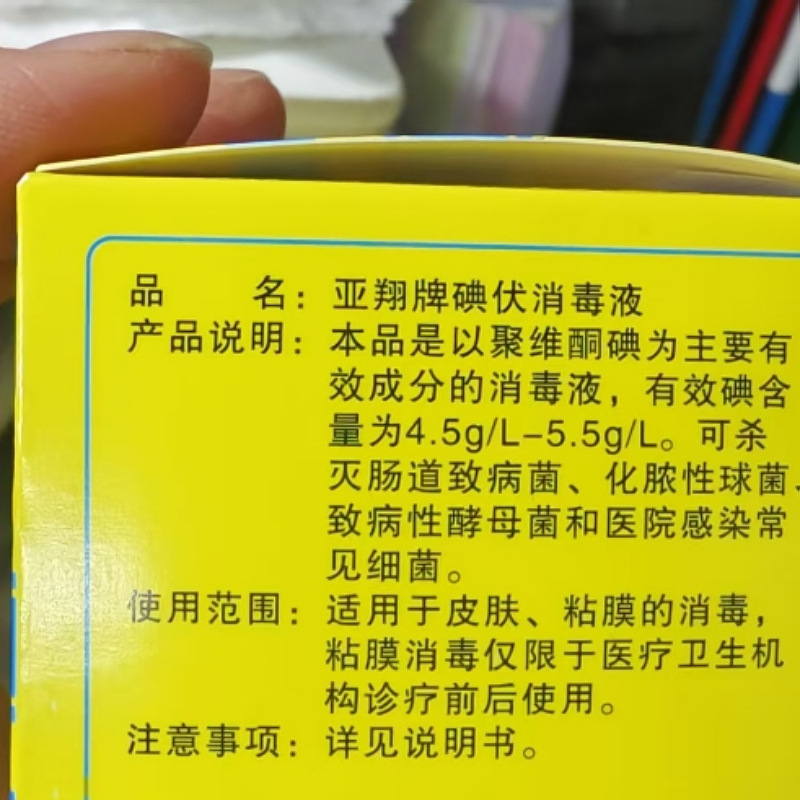 品　　名：亚翔牌碘伏消毒液
产品说明：本品是以聚维酮碘为主要有
效成分的消毒液，有效碘含
量为4.5g/L-5.5g/L。可杀
灭肠道致病菌、化脓性球菌、
致病性酵母菌和医院感染常
见细菌。
使用范围：适用于皮肤、粘膜的消毒，
粘膜消毒仅限于医疗卫生机
构诊疗前后使用。
注意事项：详见说明书。